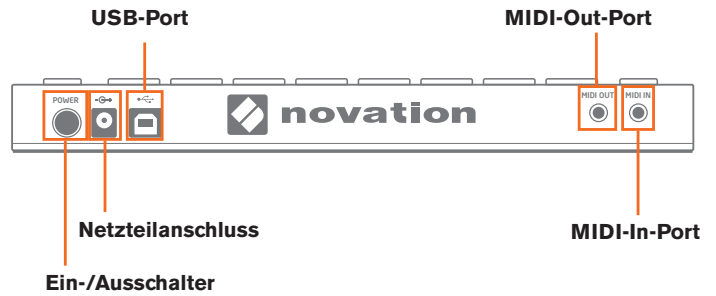 USB-Port
MIDI-Out-Port
POWER
MIDI OUT
MIDI IN
novation
Netzteilanschluss
MIDI-In-Port
Ein-/Ausschalter